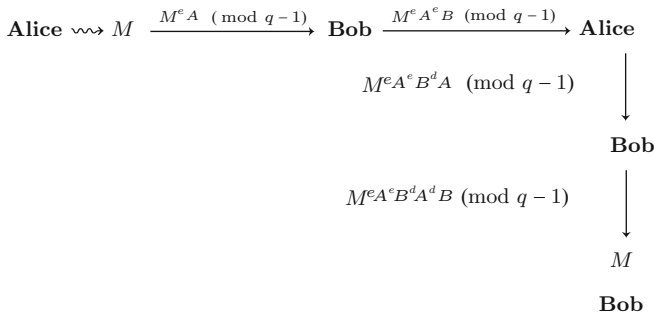 Alice M M^e A (mod q − 1) Bob M^e A^e B (mod q − 1) Alice
M^e A^e B^d A (mod q − 1)
Bob
M^e A^e B^d A^d B (mod q − 1)
M
Bob